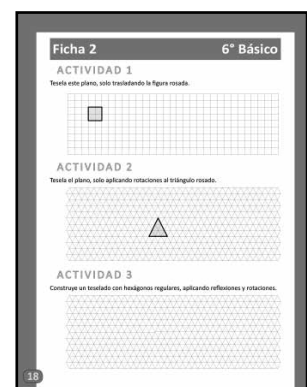 Ficha 2 6° Básico
ACTIVIDAD 1
Tesela este plano, solo trasladando la figura rosada.
ACTIVIDAD 2
Tesela el plano, solo aplicando rotaciones al triángulo rosado.
ACTIVIDAD 3
Construye un teselado con hexágonos regulares, aplicando reflexiones y rotaciones.
18